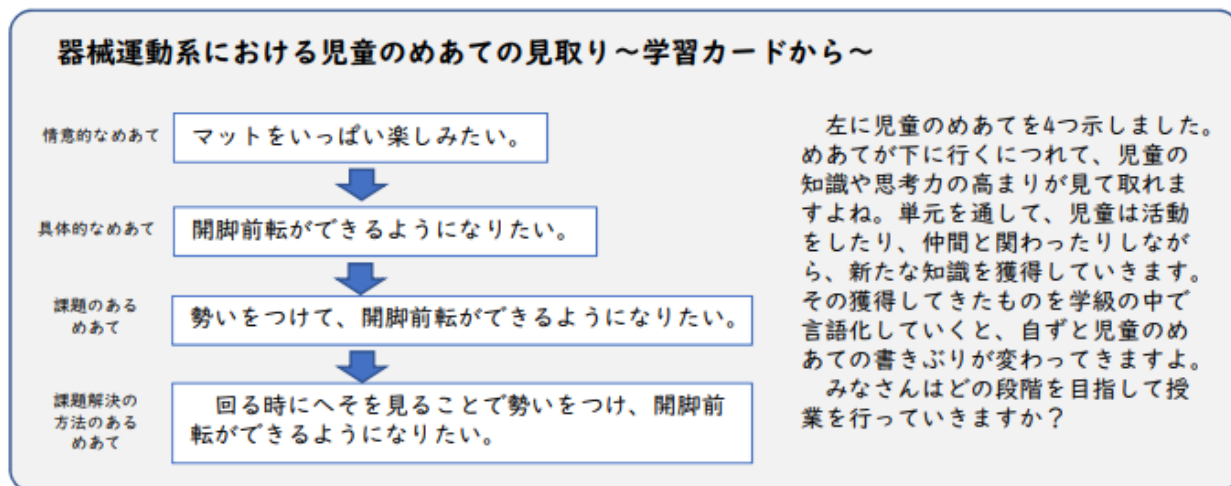 器械運動系における児童のめあての見取り～学習カードから～
情意的なめあて
マットをいっぱい楽しみたい。
具体的なめあて
開脚前転ができるようになりたい。
課題のある
めあて
勢いをつけて、開脚前転ができるようになりたい。
課題解決の
方法のある
めあて
回る時にへそを見ることで勢いをつけ、開脚前
転ができるようになりたい。
左に児童のめあてを4つ示しました。
めあてが下に行くにつれて、児童の
知識や思考力の高まりが見て取れま
すよね。単元を通して、児童は活動
をしたり、仲間と関わったりしなが
ら、新たな知識を獲得していきます。
その獲得してきたものを学級の中で
言語化していくと、自ずと児童のめ
あての書きぶりが変わってきますよ。
みなさんはどの段階を目指して授
業を行っていきますか？